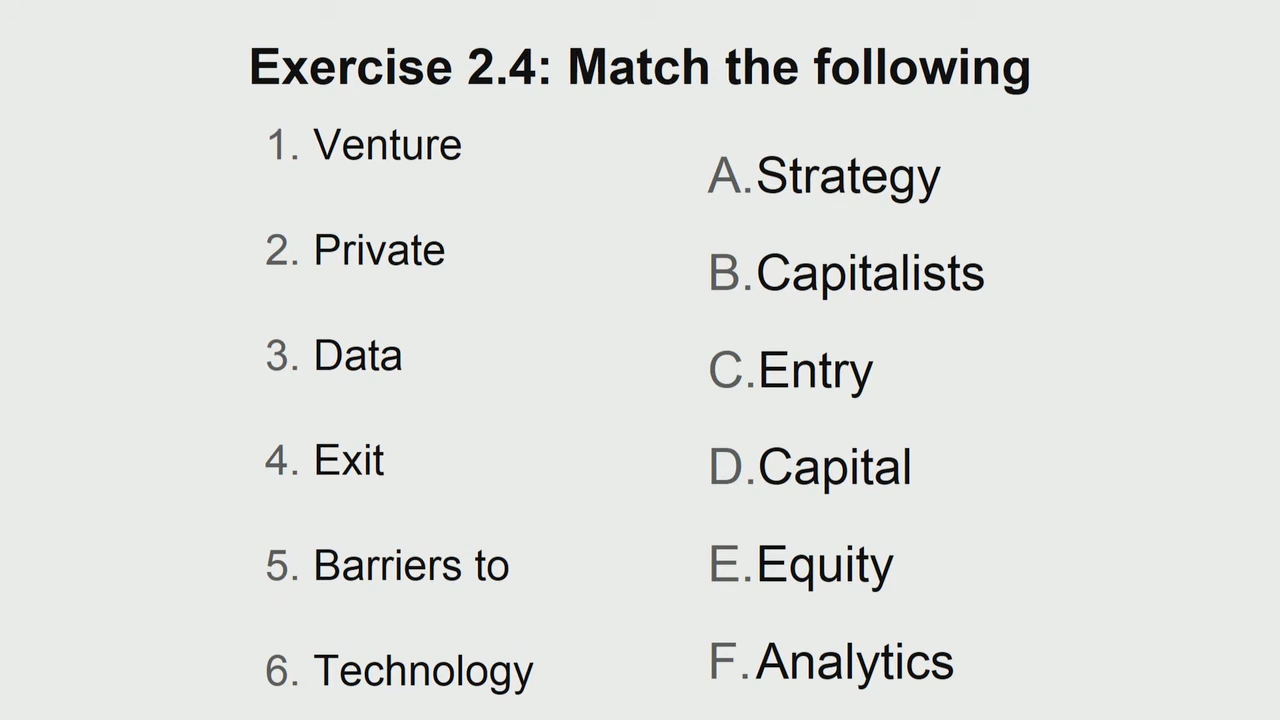 Exercise 2.4: Match the following
1. Venture
2. Private
3. Data
4. Exit
5. Barriers to
6. Technology
A.Strategy
B.Capitalists
C.Entry
D.Capital
E.Equity
F.Analytics